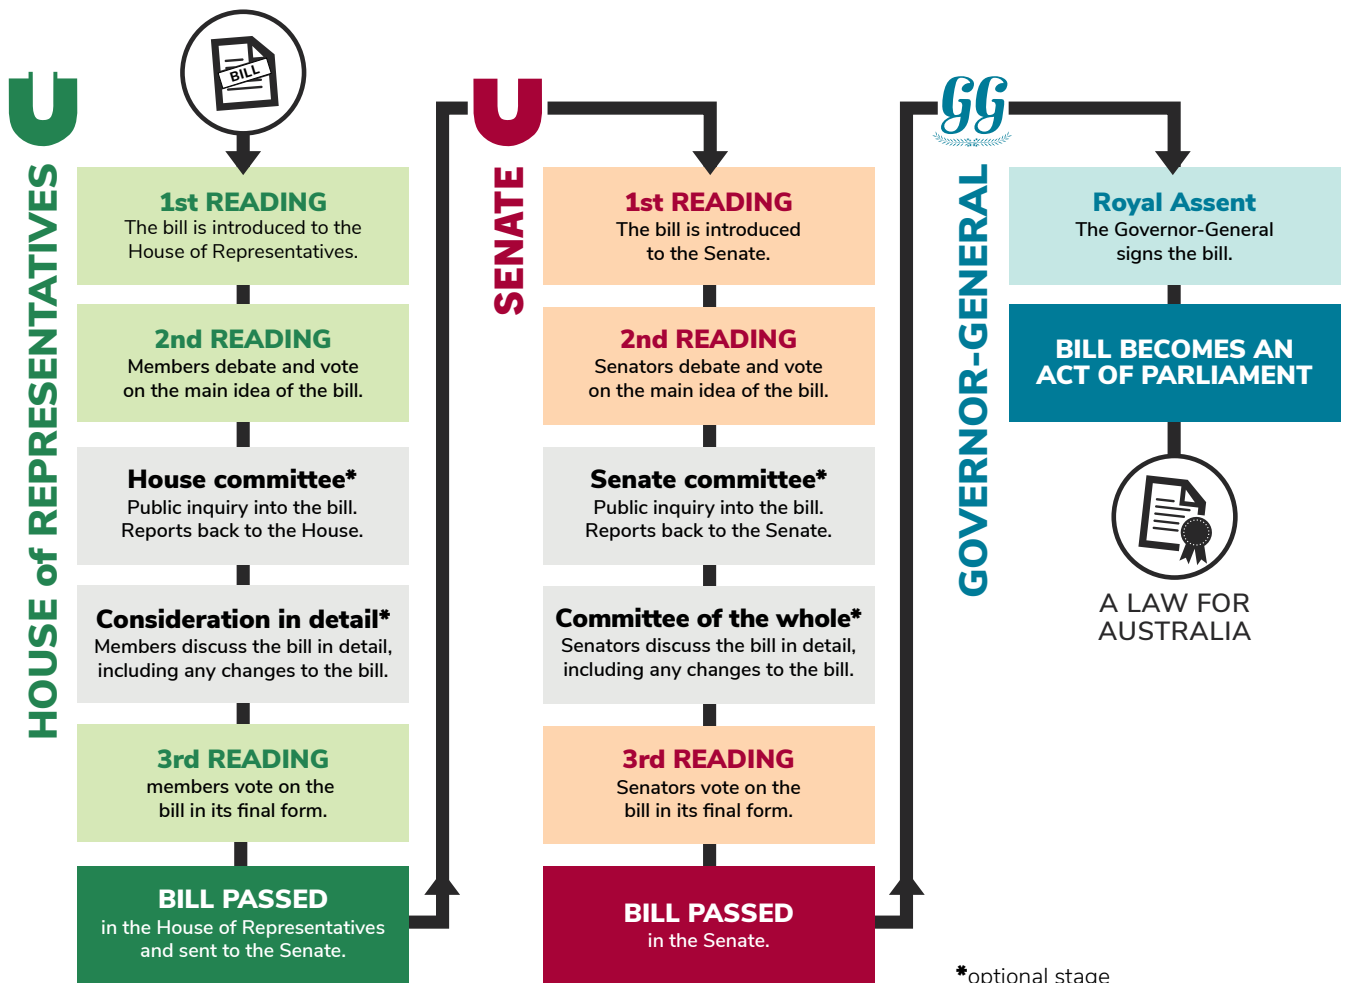 BILL
HOUSE of REPRESENTATIVES
1st READING
The bill is introduced to the
House of Representatives.
2nd READING
Members debate and vote
on the main idea of the bill.
House committee*
Public inquiry into the bill.
Reports back to the House.
Consideration in detail*
Members discuss the bill in detail,
including any changes to the bill.
3rd READING
members vote on the
bill in its final form.
BILL PASSED
in the House of Representatives
and sent to the Senate.
SENATE
1st READING
The bill is introduced
to the Senate.
2nd READING
Senators debate and vote
on the main idea of the bill.
Senate committee*
Public inquiry into the bill.
Reports back to the Senate.
Committee of the whole*
Senators discuss the bill in detail,
including any changes to the bill.
3rd READING
Senators vote on the
bill in its final form.
BILL PASSED
in the Senate.
GG
GOVERNOR-GENERAL
Royal Assent
The Governor-General
signs the bill.
BILL BECOMES AN
ACT OF PARLIAMENT
A LAW FOR
AUSTRALIA
*optional stage